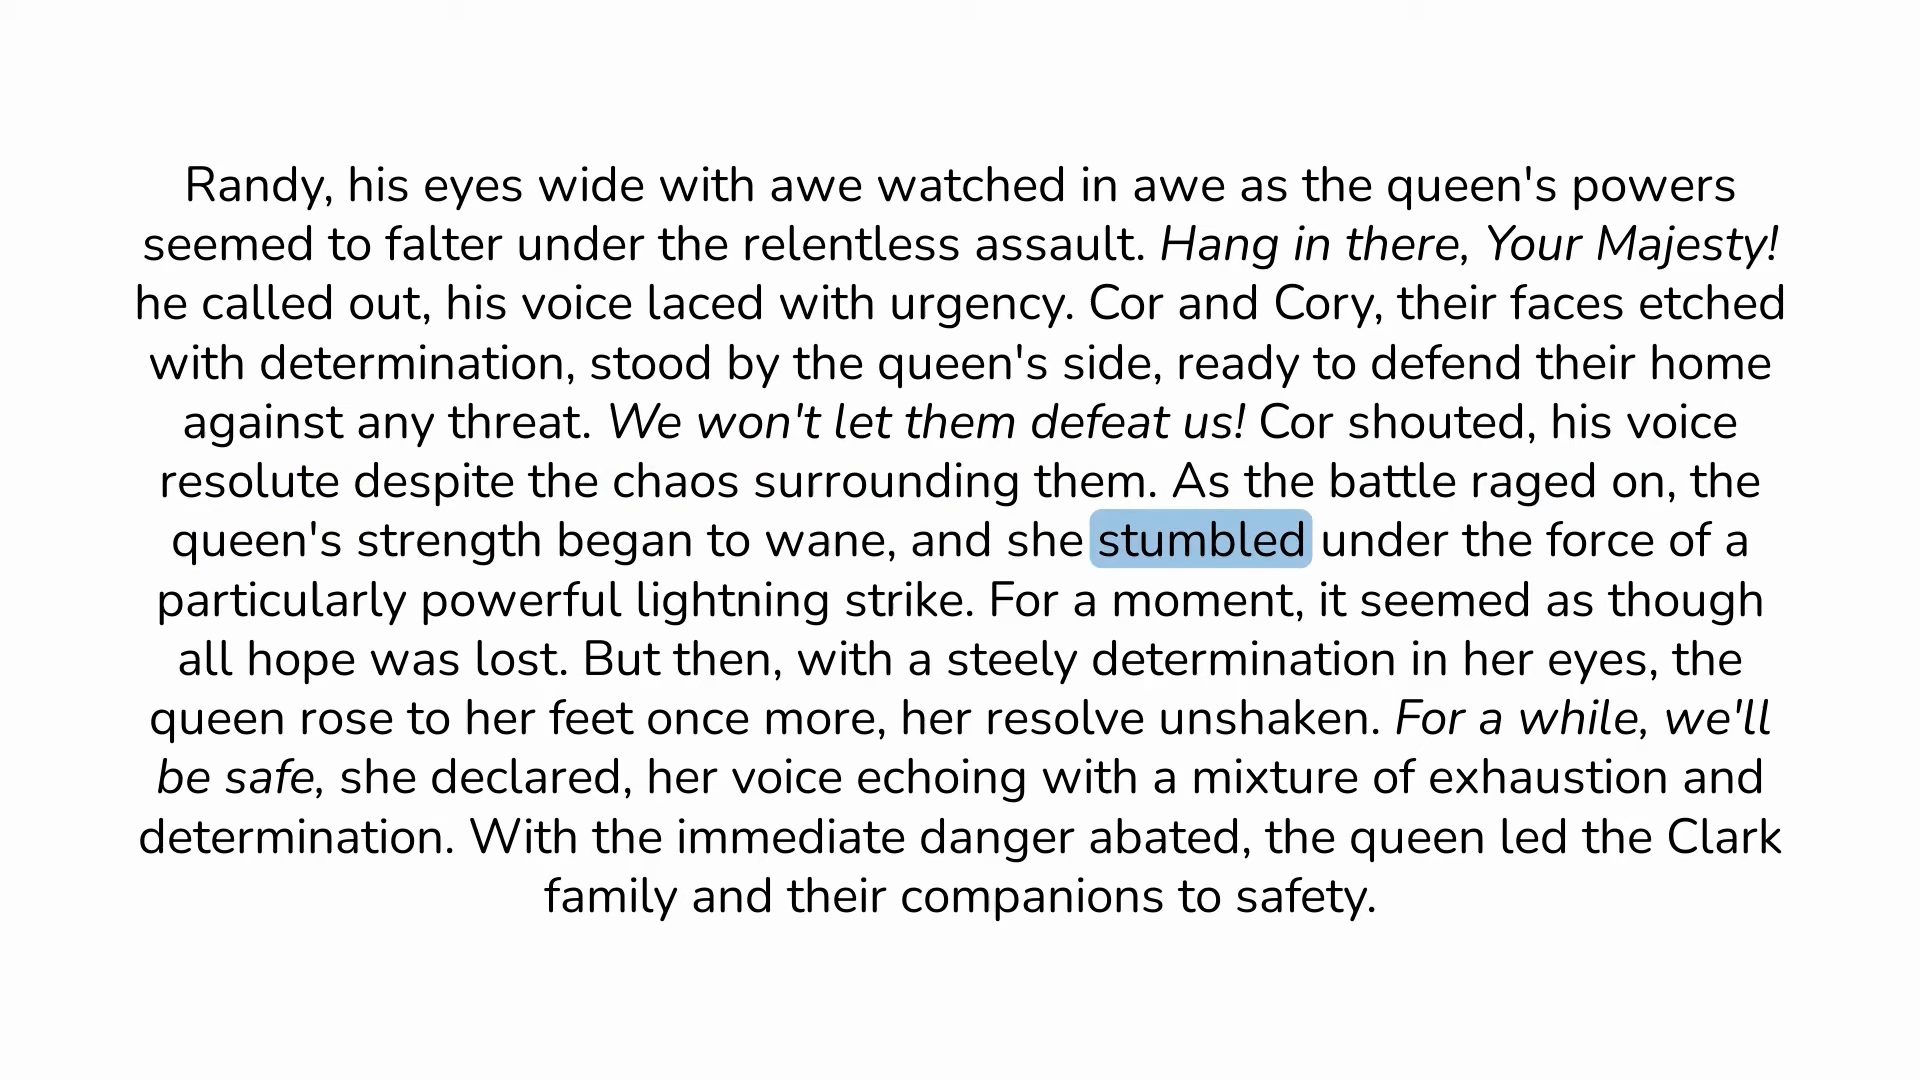 Randy, his eyes wide with awe watched in awe as the queen's powers
seemed to falter under the relentless assault. Hang in there, Your Majesty!
he called out, his voice laced with urgency. Cor and Cory, their faces etched
with determination, stood by the queen's side, ready to defend their home
against any threat. We won't let them defeat us! Cor shouted, his voice
resolute despite the chaos surrounding them. As the battle raged on, the
queen's strength began to wane, and she stumbled under the force of a
particularly powerful lightning strike. For a moment, it seemed as though
all hope was lost. But then, with a steely determination in her eyes, the
queen rose to her feet once more, her resolve unshaken. For a while, we'll
be safe, she declared, her voice echoing with a mixture of exhaustion and
determination. With the immediate danger abated, the queen led the Clark
family and their companions to safety.